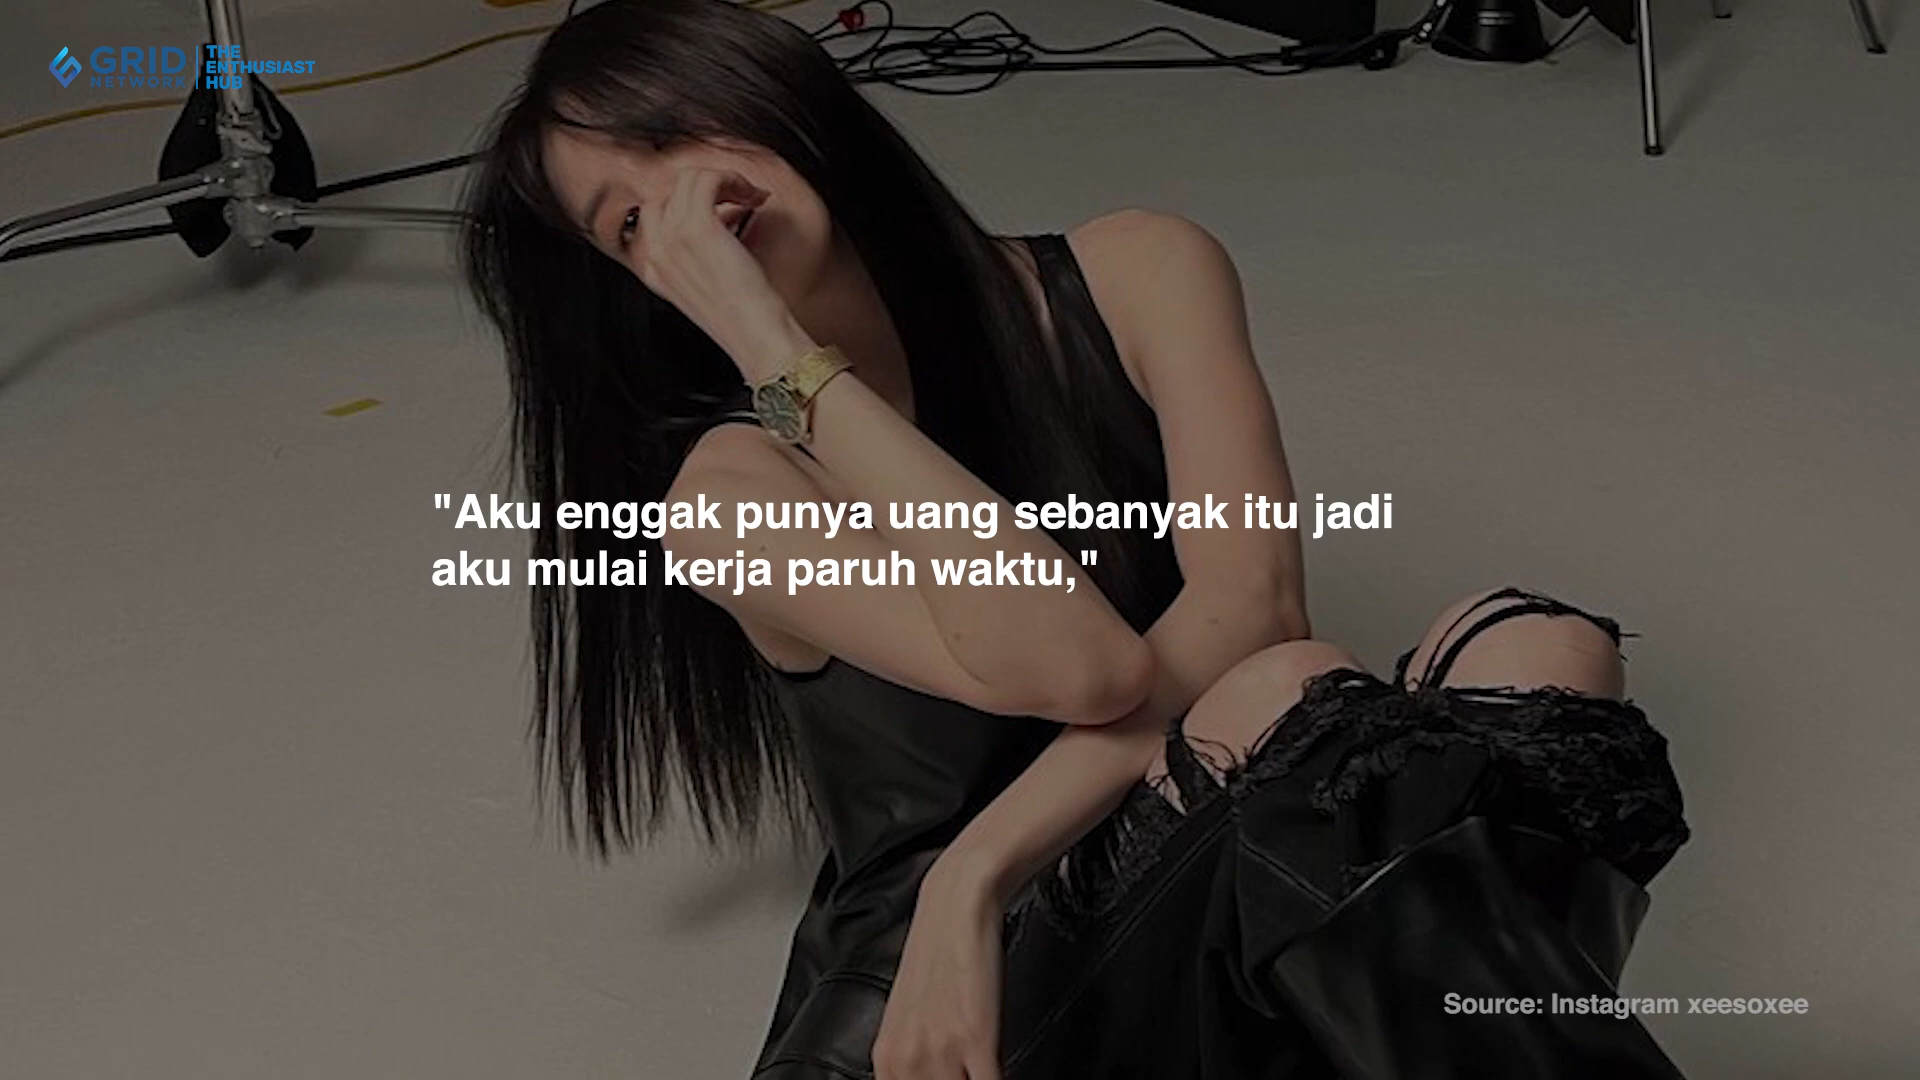 GRID
NETWORK
THE
ENTHUSIAST
HUB
"Aku enggak punya uang sebanyak itu jadi
aku mulai kerja paruh waktu,"
Source: Instagram xeesoxee